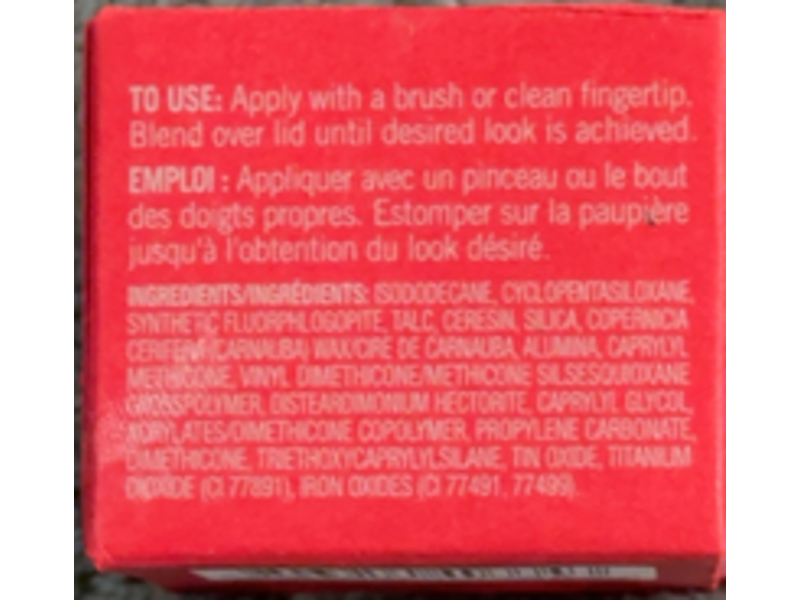 TO USE: Apply with a brush or clean fingertip.
Blend over lid until desired look is achieved.
EMPLOI : Appliquer avec un pinceau ou le bout
des doigts propres. Estomper sur la paupière
jusqu'à l'obtention du look désiré.
INGREDIENTS/INGRÉDIENTS: ISODODECANE, CYCLOPENTASILOXANE,
SYNTHETIC FLUORPHLOGOPITE, TALC, CERESIN, SILICA, COPERNICIA
CERIFERA (CARNAUBA) WAX/CIRE DE CARNAUBA, ALUMINA, CAPRYLYL
METHICONE, VINYL DIMETHICONE/METHICONE SILSESQUIOXANE
CROSSPOLYMER, DISTEARDIMONIUM HECTORITE, CAPRYLYL GLYCOL,
ACRYLATES/DIMETHICONE COPOLYMER, PROPYLENE CARBONATE,
DIMETHICONE, TRIETHOXYCAPRYLYLSILANE, TIN OXIDE, TITANIUM
DIOXIDE (CI 77891), IRON OXIDES (CI 77491, 77499).